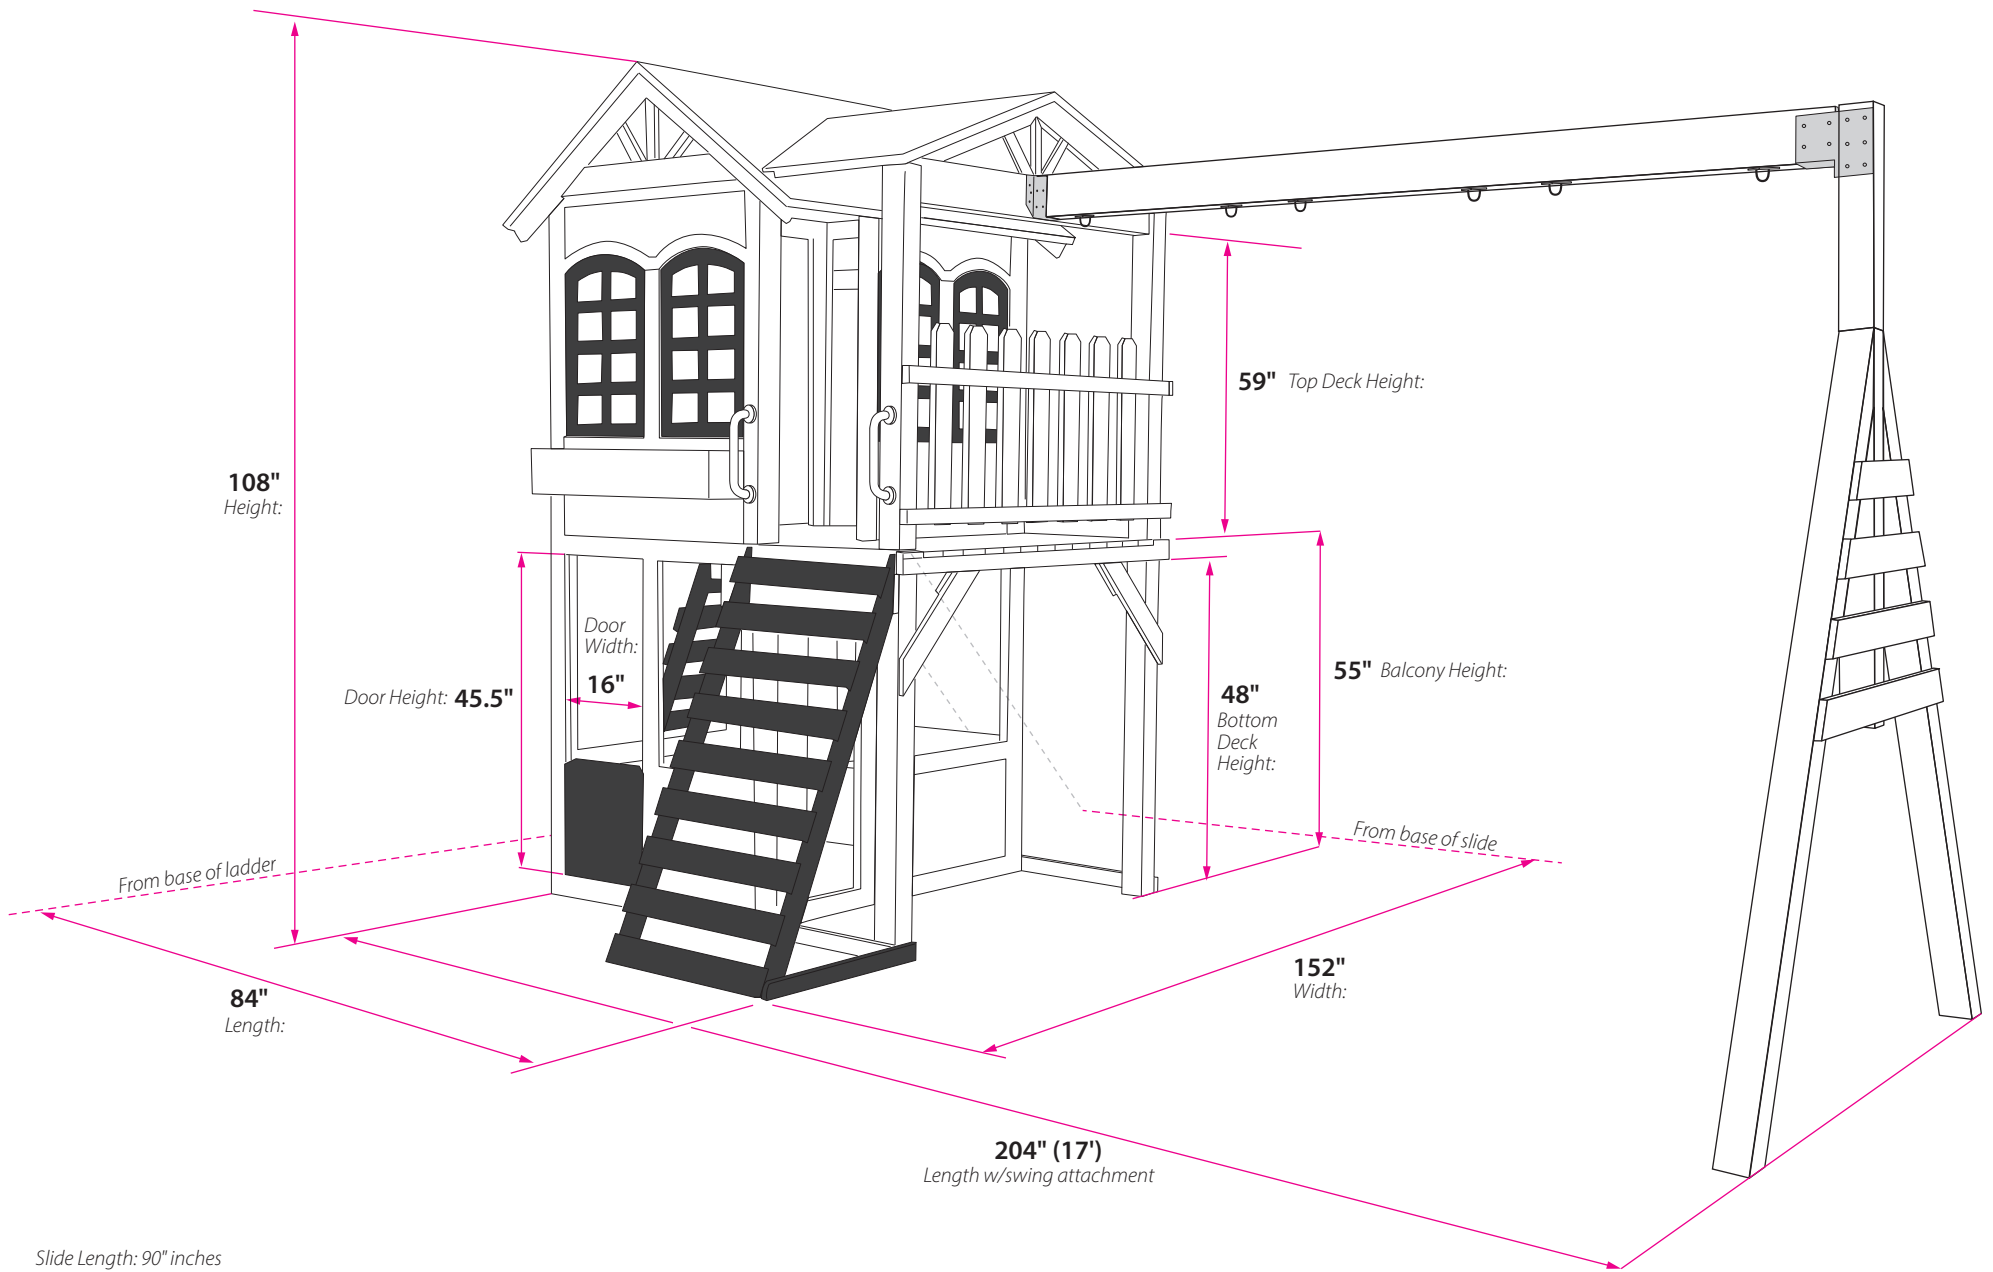 108"
Height:
59" Top Deck Height:
Door
Width:
16"
Door Height: 45.5"
55" Balcony Height:
48"
Bottom
Deck
Height:
From base of ladder
From base of slide
84"
Length:
152"
Width:
204" (17')
Length w/swing attachment
Slide Length: 90" inches